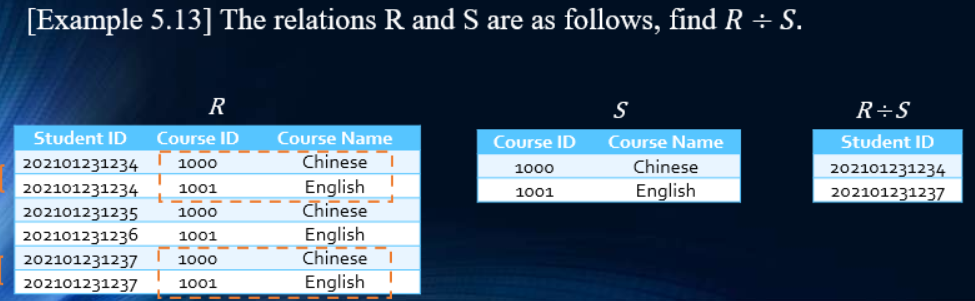 [Example 5.13] The relations R and S are as follows, find R ÷ S.
R
Student ID Course ID Course Name
202101231234 1000 Chinese
202101231234 1001 English
202101231235 1000 Chinese
202101231236 1001 English
202101231237 1000 Chinese
202101231237 1001 English
S
Course ID Course Name
1000 Chinese
1001 English
R÷S
Student ID
202101231234
202101231237